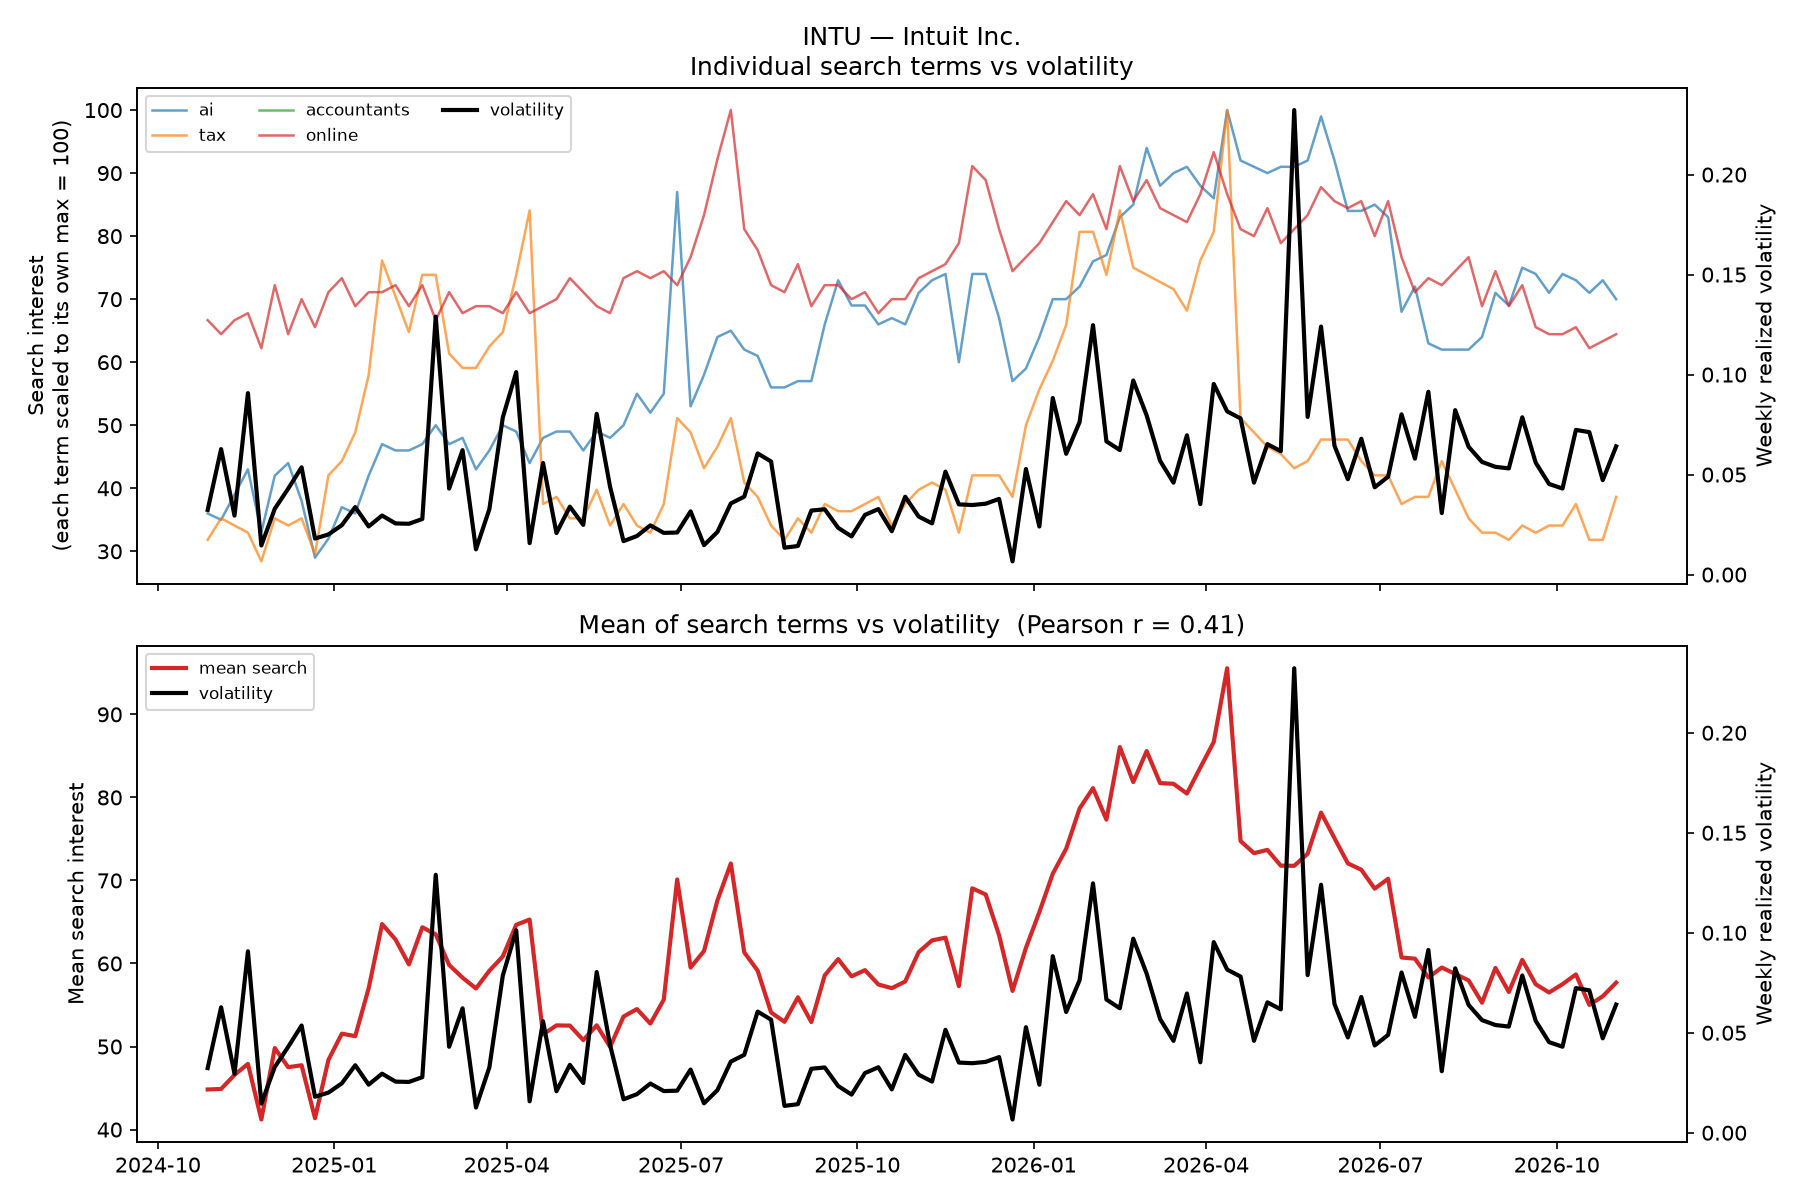 INTU — Intuit Inc.
Individual search terms vs volatility
ai
tax
accountants
online
volatility
Search interest
(each term scaled to its own max = 100)
100
90
80
70
60
50
40
30
Weekly realized volatility
0.20
0.15
0.10
0.05
0.00
Mean of search terms vs volatility (Pearson r = 0.41)
mean search
volatility
Mean search interest
90
80
70
60
50
40
Weekly realized volatility
0.20
0.15
0.10
0.05
0.00
2024-10
2025-01
2025-04
2025-07
2025-10
2026-01
2026-04
2026-07
2026-10